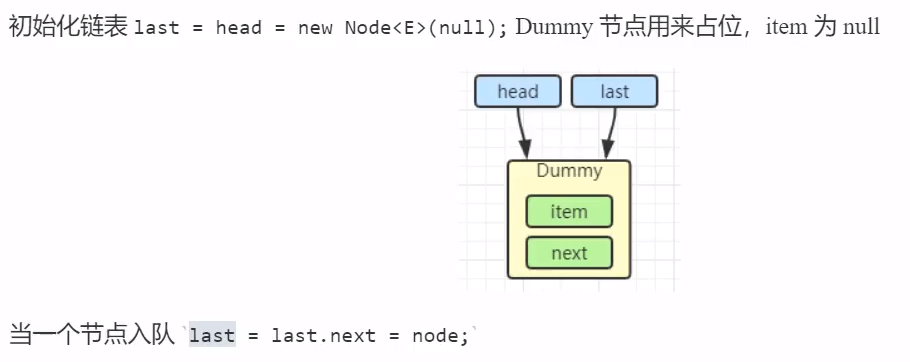 初始化链表 last = head = new Node<E>(null); Dummy 节点用来占位，item 为 null
head last
Dummy
item
next
当一个节点入队 `last = last.next = node;`